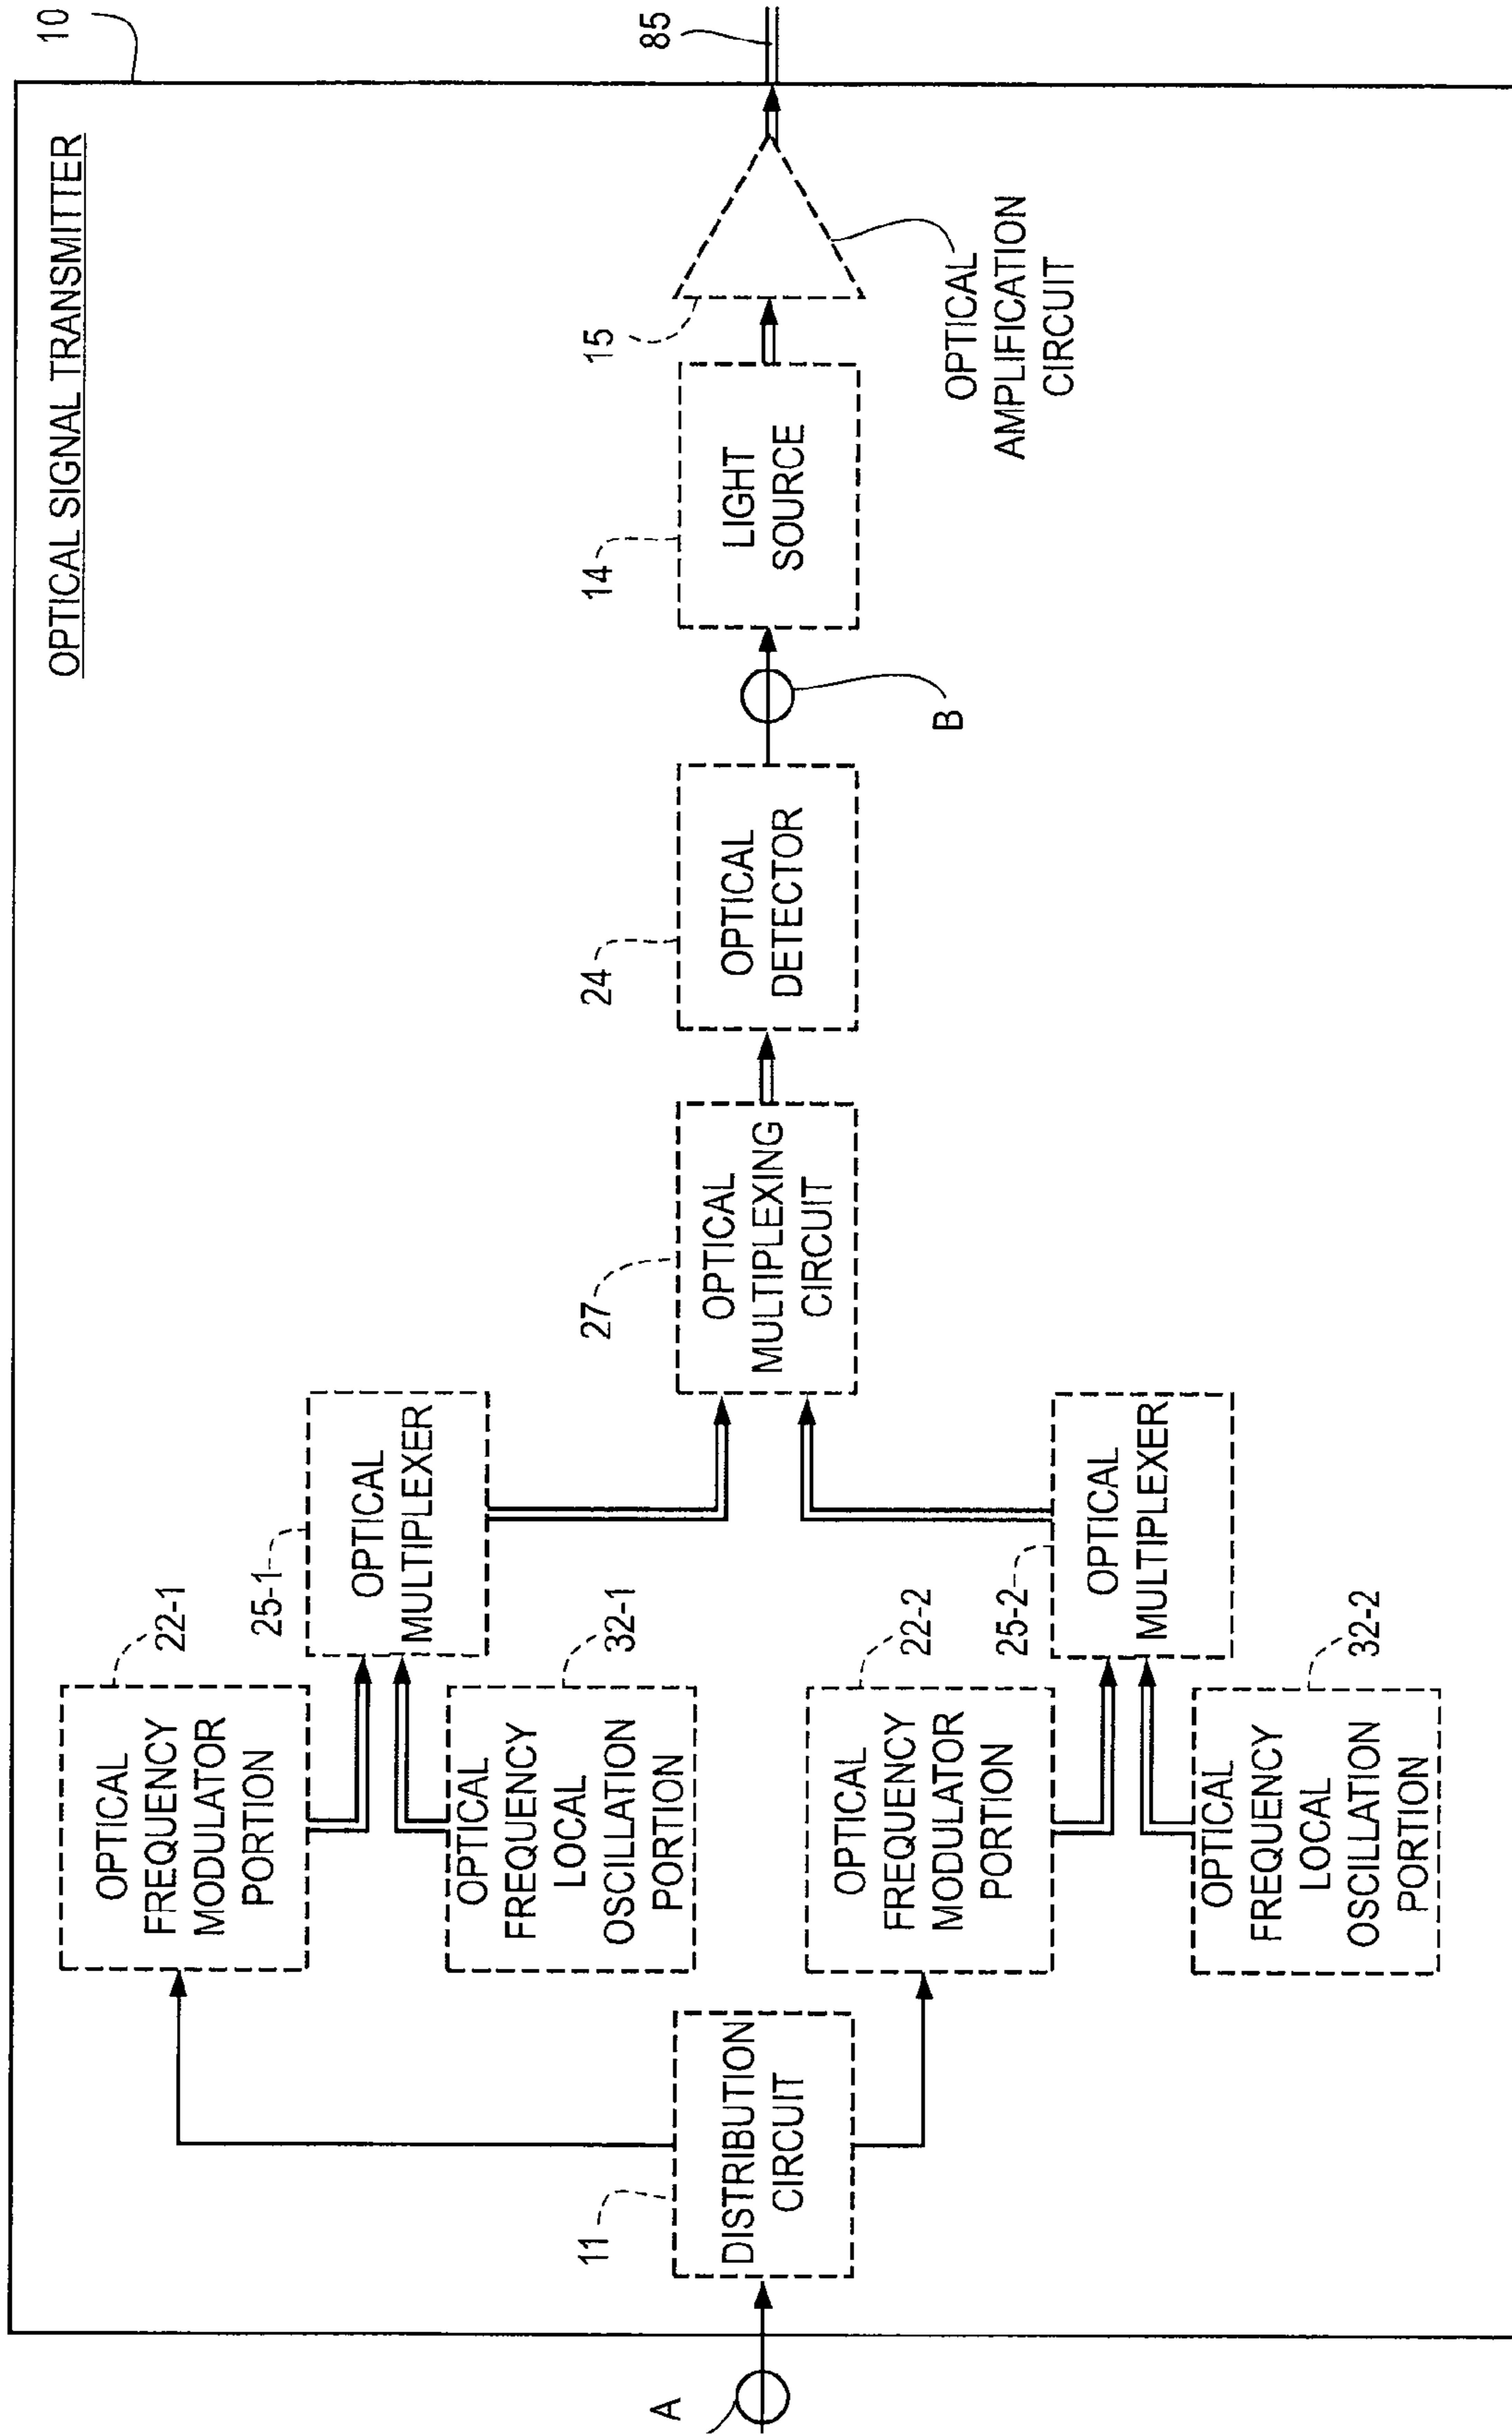 10
OPTICAL SIGNAL TRANSMITTER
A
11
DISTRIBUTION
CIRCUIT
22-1
OPTICAL
FREQUENCY
MODULATOR
PORTION
32-1
OPTICAL
FREQUENCY
LOCAL
OSCILLATION
PORTION
25-1
OPTICAL
MULTIPLEXER
22-2
OPTICAL
FREQUENCY
MODULATOR
PORTION
32-2
OPTICAL
FREQUENCY
LOCAL
OSCILLATION
PORTION
25-2
OPTICAL
MULTIPLEXER
27
OPTICAL
MULTIPLEXING
CIRCUIT
24
OPTICAL
DETECTOR
B
14
LIGHT
SOURCE
15
OPTICAL
AMPLIFICATION
CIRCUIT
85